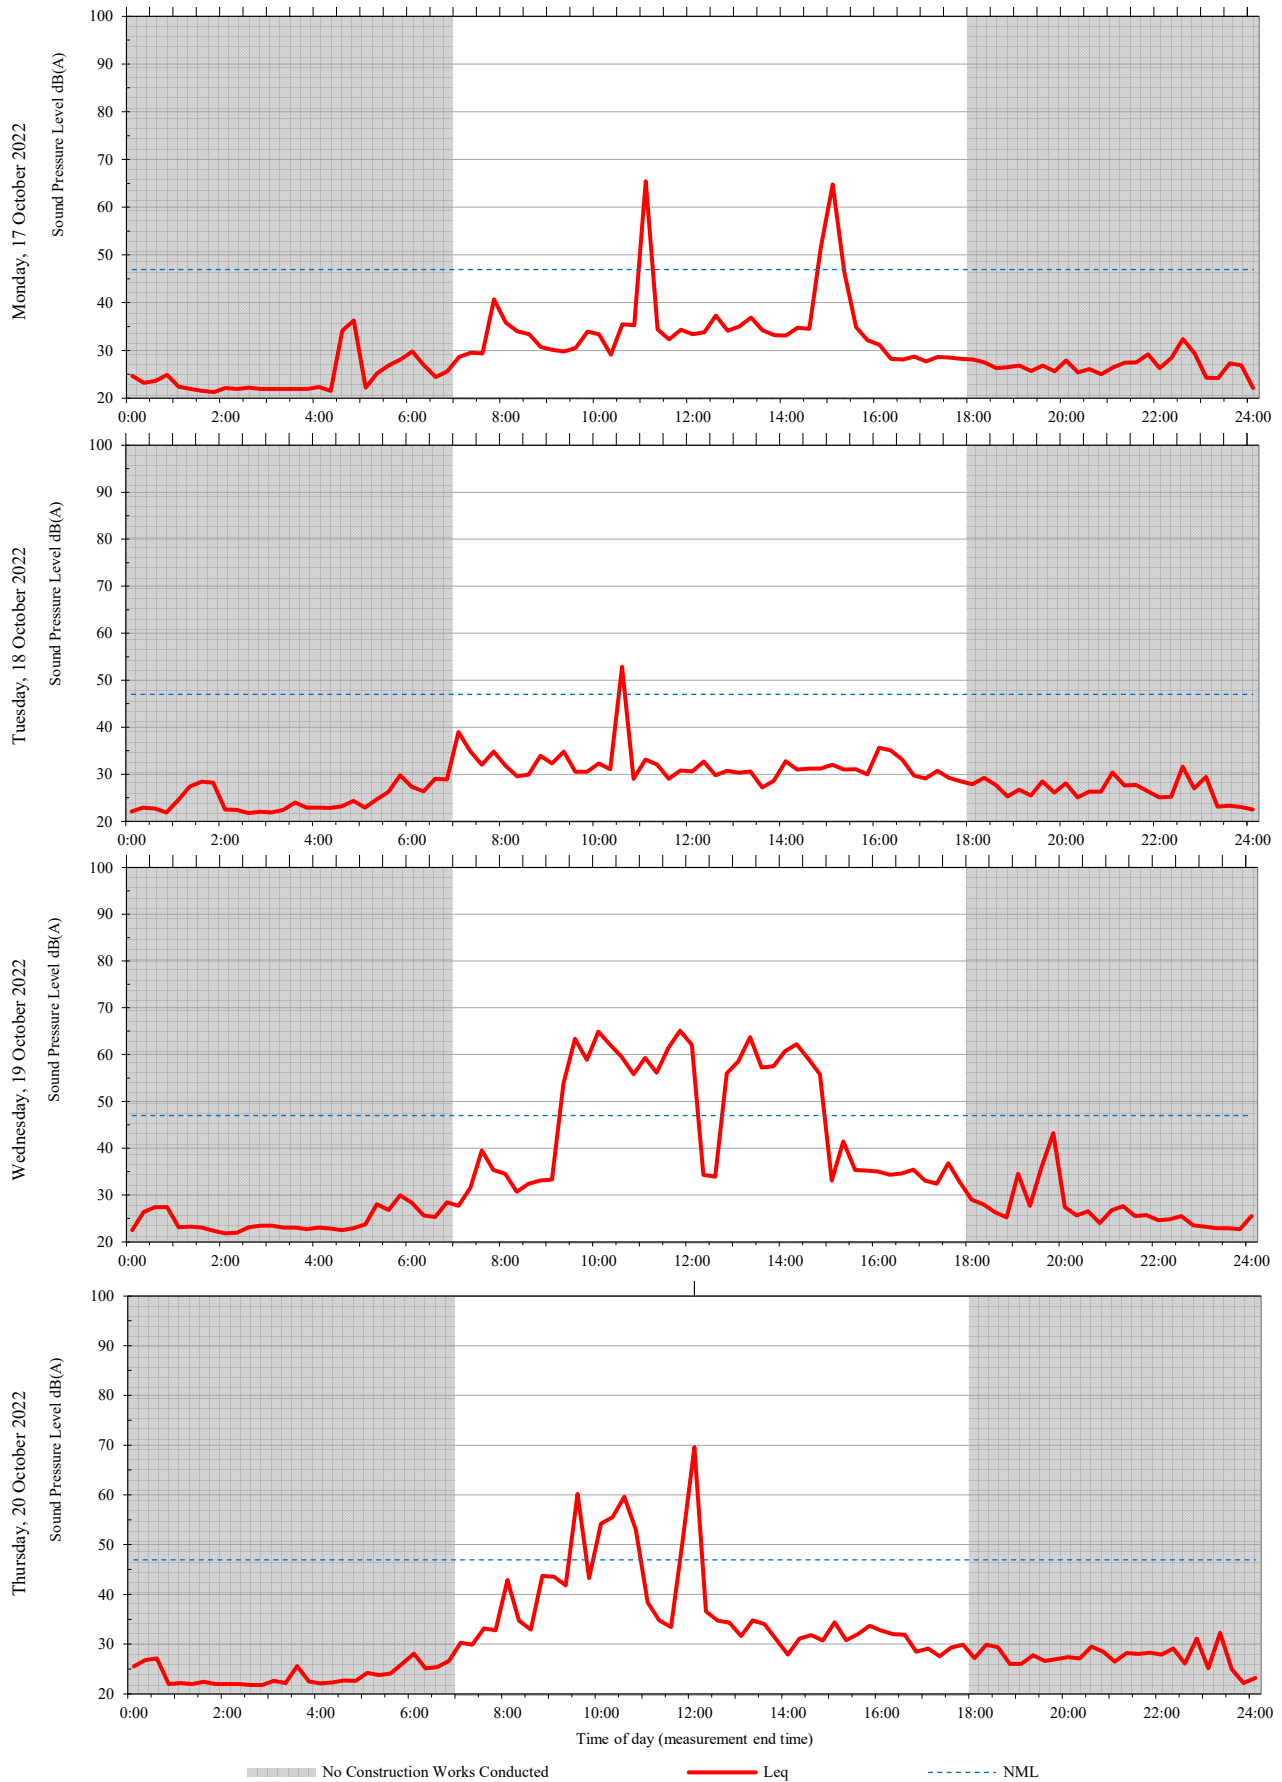 Monday, 17 October 2022
Sound Pressure Level dB(A)
100
90
80
70
60
50
40
30
20
0:00 2:00 4:00 6:00 8:00 10:00 12:00 14:00 16:00 18:00 20:00 22:00 24:00
Tuesday, 18 October 2022
Sound Pressure Level dB(A)
100
90
80
70
60
50
40
30
20
0:00 2:00 4:00 6:00 8:00 10:00 12:00 14:00 16:00 18:00 20:00 22:00 24:00
Wednesday, 19 October 2022
Sound Pressure Level dB(A)
100
90
80
70
60
50
40
30
20
0:00 2:00 4:00 6:00 8:00 10:00 12:00 14:00 16:00 18:00 20:00 22:00 24:00
Thursday, 20 October 2022
Sound Pressure Level dB(A)
100
90
80
70
60
50
40
30
20
0:00 2:00 4:00 6:00 8:00 10:00 12:00 14:00 16:00 18:00 20:00 22:00 24:00
Time of day (measurement end time)
No Construction Works Conducted Leq NML